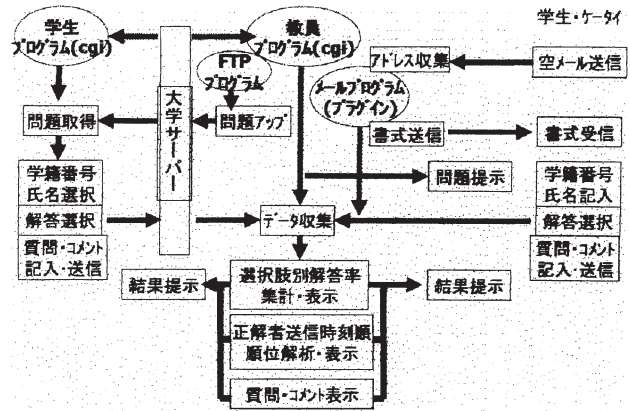 学生
プログラム(cgi)
教員
プログラム(cgi)
学生・ケータイ
FTP
プログラム
アドレス収集
空メール送信
メールプログラム
(プラグイン)
大学サーバー
問題取得
問題アップ
書式送信
書式受信
学籍番号
氏名選択
問題提示
学籍番号
氏名記入
解答選択
データ収集
解答選択
質問・コメント
記入・送信
質問・コメント
記入・送信
結果提示
選択肢別解答率
集計・表示
結果提示
正解者送信時刻順
順位解析・表示
質問・コメント表示